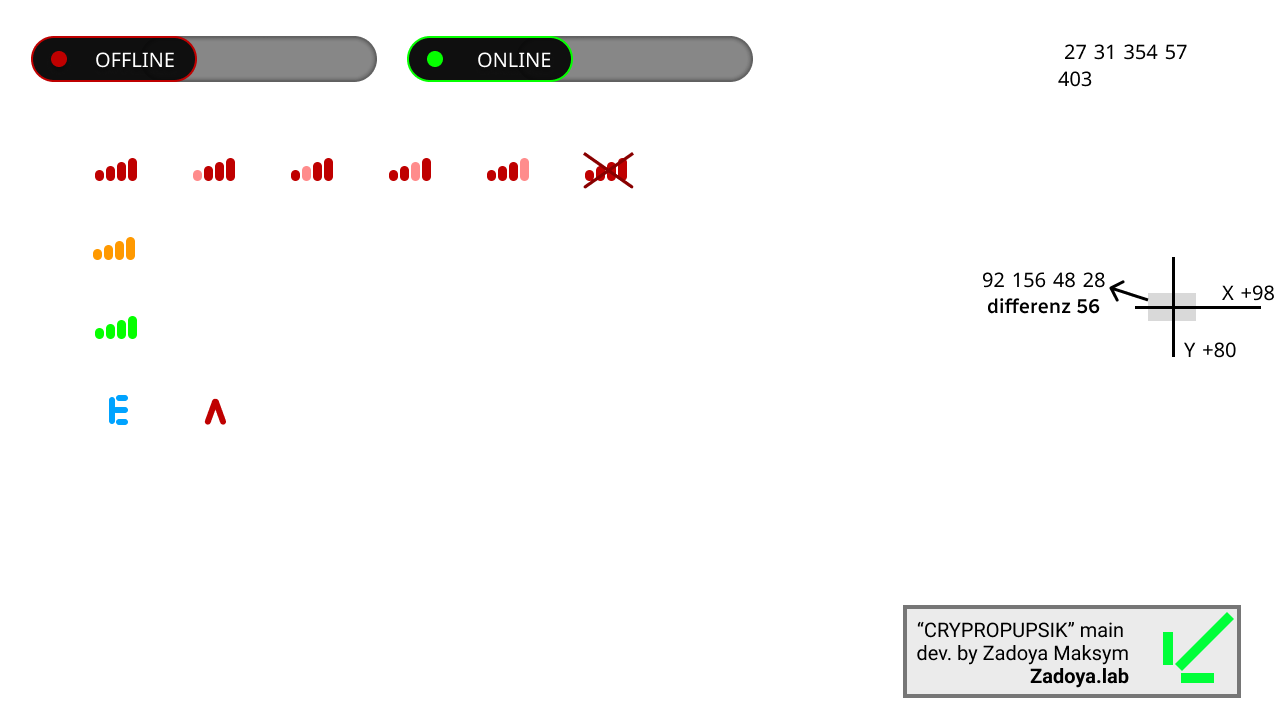 OFFLINE
ONLINE
27 31 354 57
403
92 156 48 28
differenz 56
X +98
Y +80
E Λ
“CRYPROPUPSIK” main
dev. by Zadoya Maksym
Zadoya.lab